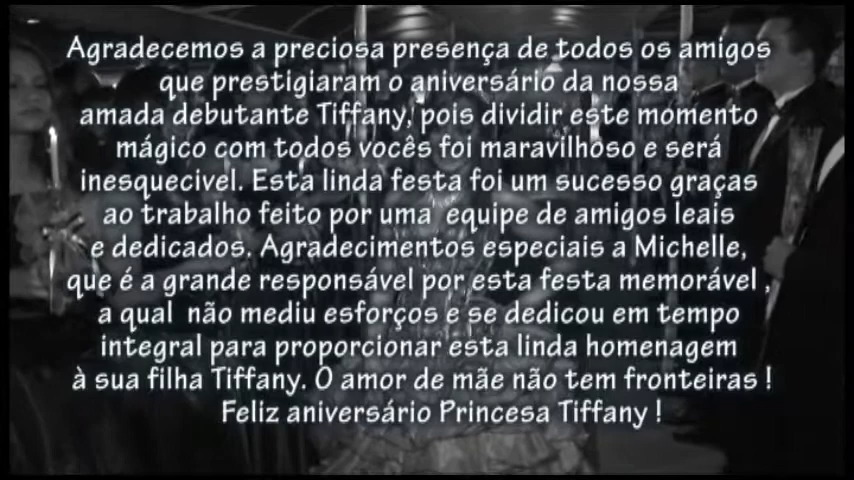 Agradecemos a preciosa presença de todos os amigos
que prestigiaram o aniversário da nossa
amada debutante Tiffany, pois dividir este momento
mágico com todos vocês foi maravilhoso e será
inesquecivel. Esta linda festa foi um sucesso graças
ao trabalho feito por uma equipe de amigos leais
e dedicados. Agradecimentos especiais a Michelle,
que é a grande responsável por esta festa memorável ,
a qual não mediu esforços e se dedicou em tempo
integral para proporcionar esta linda homenagem
à sua filha Tiffany. O amor de mãe não tem fronteiras !
Feliz aniversário Princesa Tiffany !